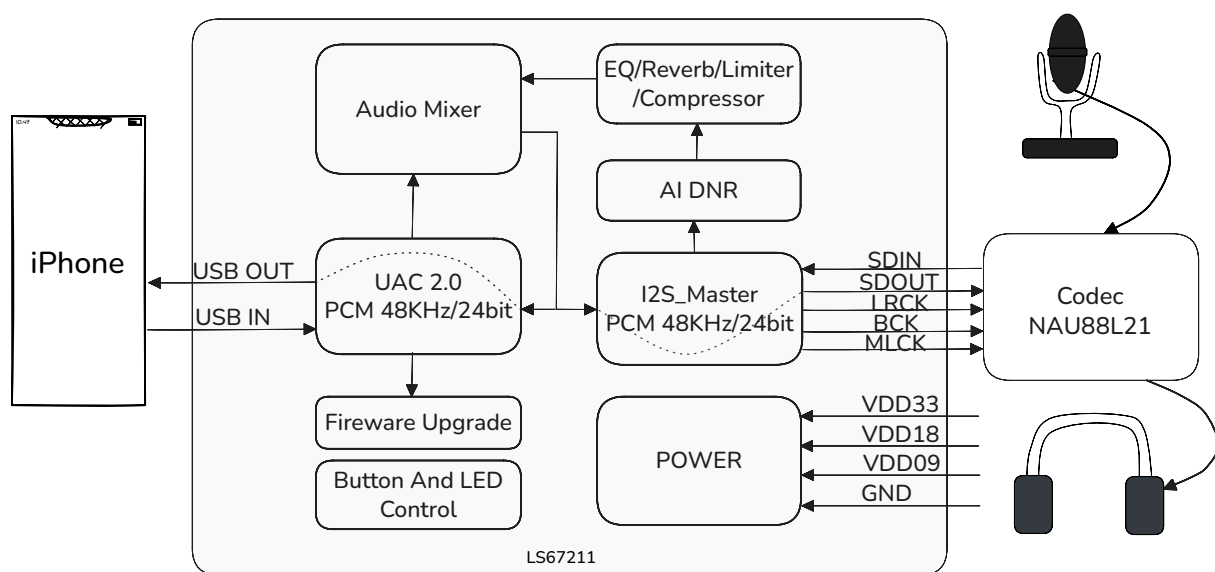 10:47
iPhone
USB OUT
USB IN
Audio Mixer
EQ/Reverb/Limiter
/Compressor
AI DNR
UAC 2.0
PCM 48KHz/24bit
I2S_Master
PCM 48KHz/24bit
SDIN
SDOUT
LRCK
BCK
MLCK
Codec
NAU88L21
Fireware Upgrade
Button And LED
Control
POWER
VDD33
VDD18
VDD09
GND
LS67211